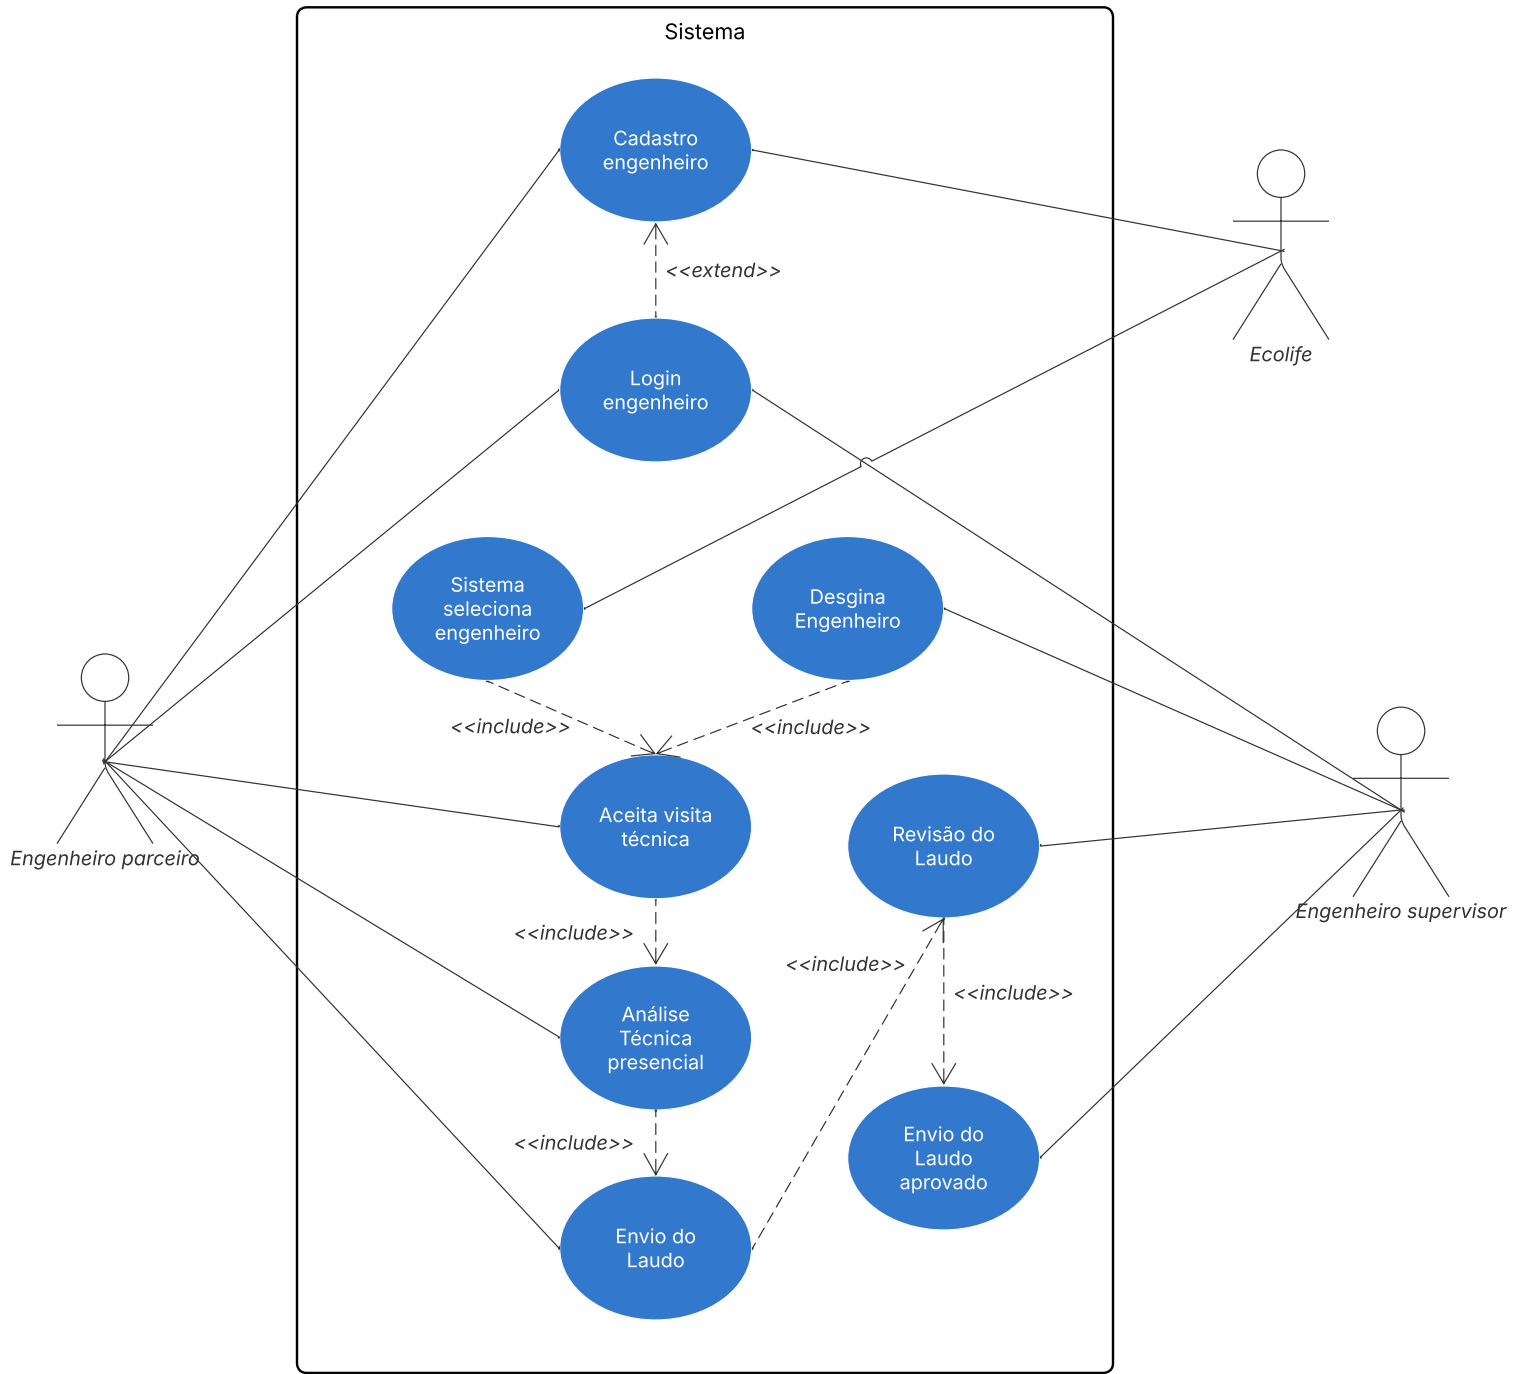 Sistema
Cadastro
engenheiro
<<extend>>
Ecolife
Login
engenheiro
Sistema
seleciona
engenheiro
Desgina
Engenheiro
<<include>>
<<include>>
Aceita visita
técnica
Revisão do
Laudo
Engenheiro parceiro
Engenheiro supervisor
<<include>>
<<include>>
<<include>>
Análise
Técnica
presencial
<<include>>
Envio do
Laudo
aprovado
Envio do
Laudo